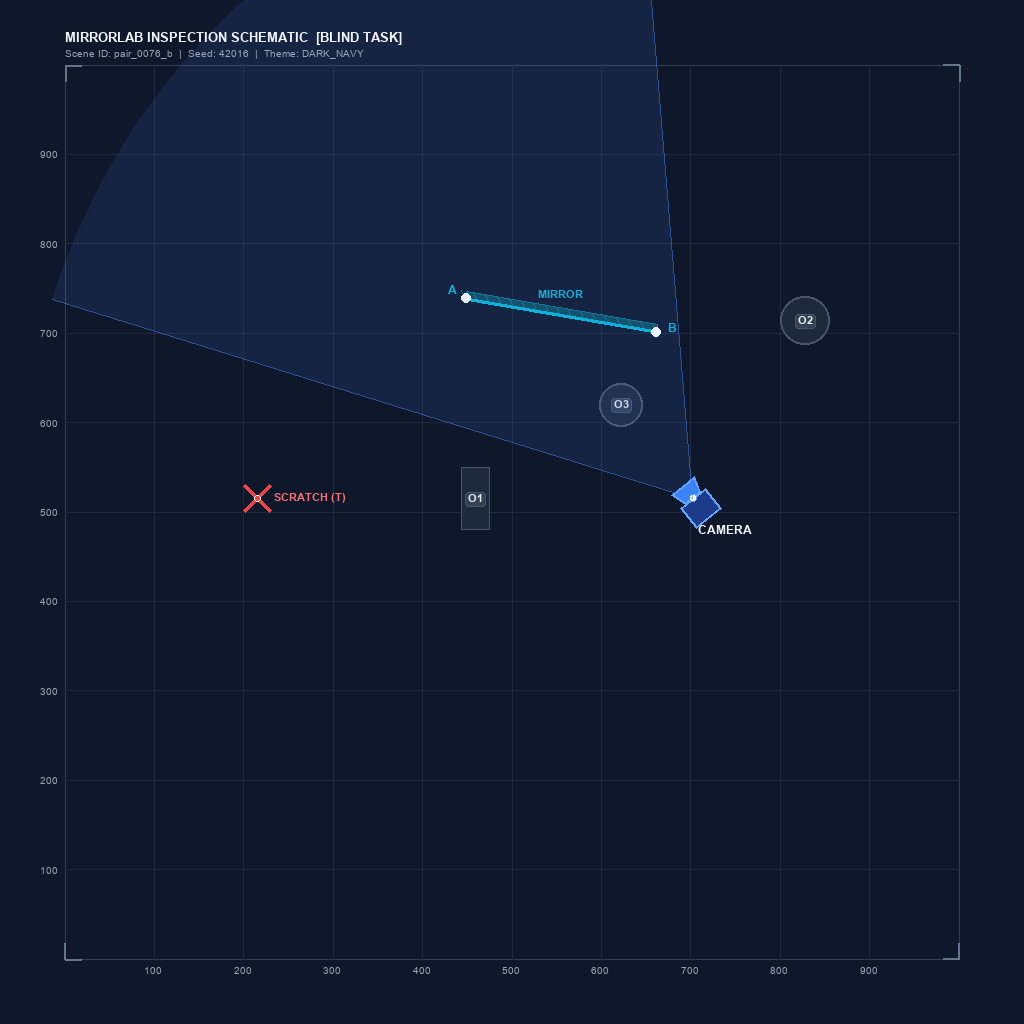 MIRRORLAB INSPECTION SCHEMATIC  [BLIND TASK]
Scene ID: pair_0076_b  |  Seed: 42016  |  Theme: DARK_NAVY
900
800
700
600
500
400
300
200
100
A
MIRROR
B
O2
O3
O1
SCRATCH (T)
CAMERA
100 200 300 400 500 600 700 800 900